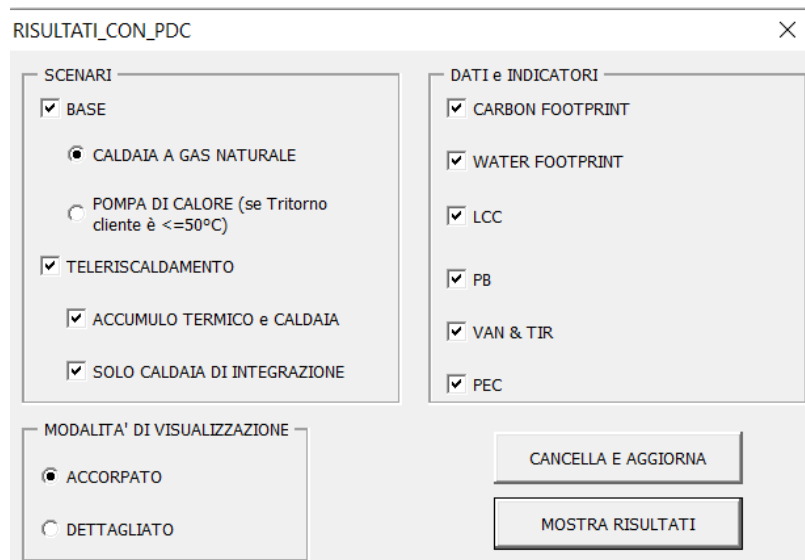 RISULTATI_CON_PDC
SCENARI
BASE
CALDAIA A GAS NATURALE
POMPA DI CALORE (se Tritorno
cliente è <=50°C)
TELERISCALDAMENTO
ACCUMULO TERMICO e CALDAIA
SOLO CALDAIA DI INTEGRAZIONE
DATI e INDICATORI
CARBON FOOTPRINT
WATER FOOTPRINT
LCC
PB
VAN & TIR
PEC
MODALITA' DI VISUALIZZAZIONE
ACCORPATO
DETTAGLIATO
CANCELLA E AGGIORNA
MOSTRA RISULTATI